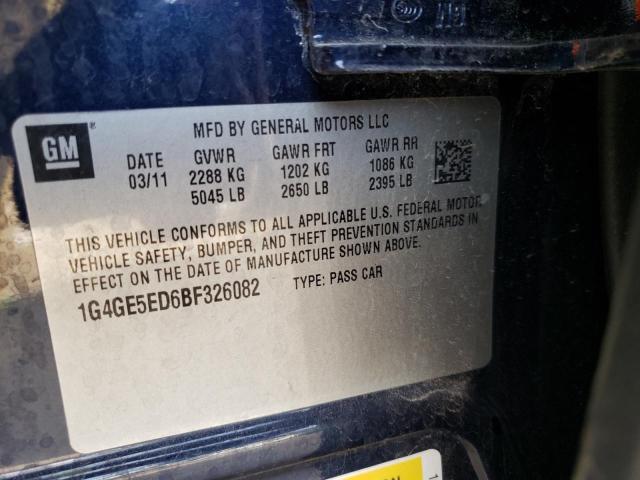 GM®
MFD BY GENERAL MOTORS LLC
DATE GVWR GAWR FRT GAWR RR
03/11 2288 KG 1202 KG 1086 KG
5045 LB 2650 LB 2395 LB
THIS VEHICLE CONFORMS TO ALL APPLICABLE U.S. FEDERAL MOTOR
VEHICLE SAFETY, BUMPER, AND THEFT PREVENTION STANDARDS IN
EFFECT ON THE DATE OF MANUFACTURE SHOWN ABOVE.
1G4GE5ED6BF326082 TYPE: PASS CAR